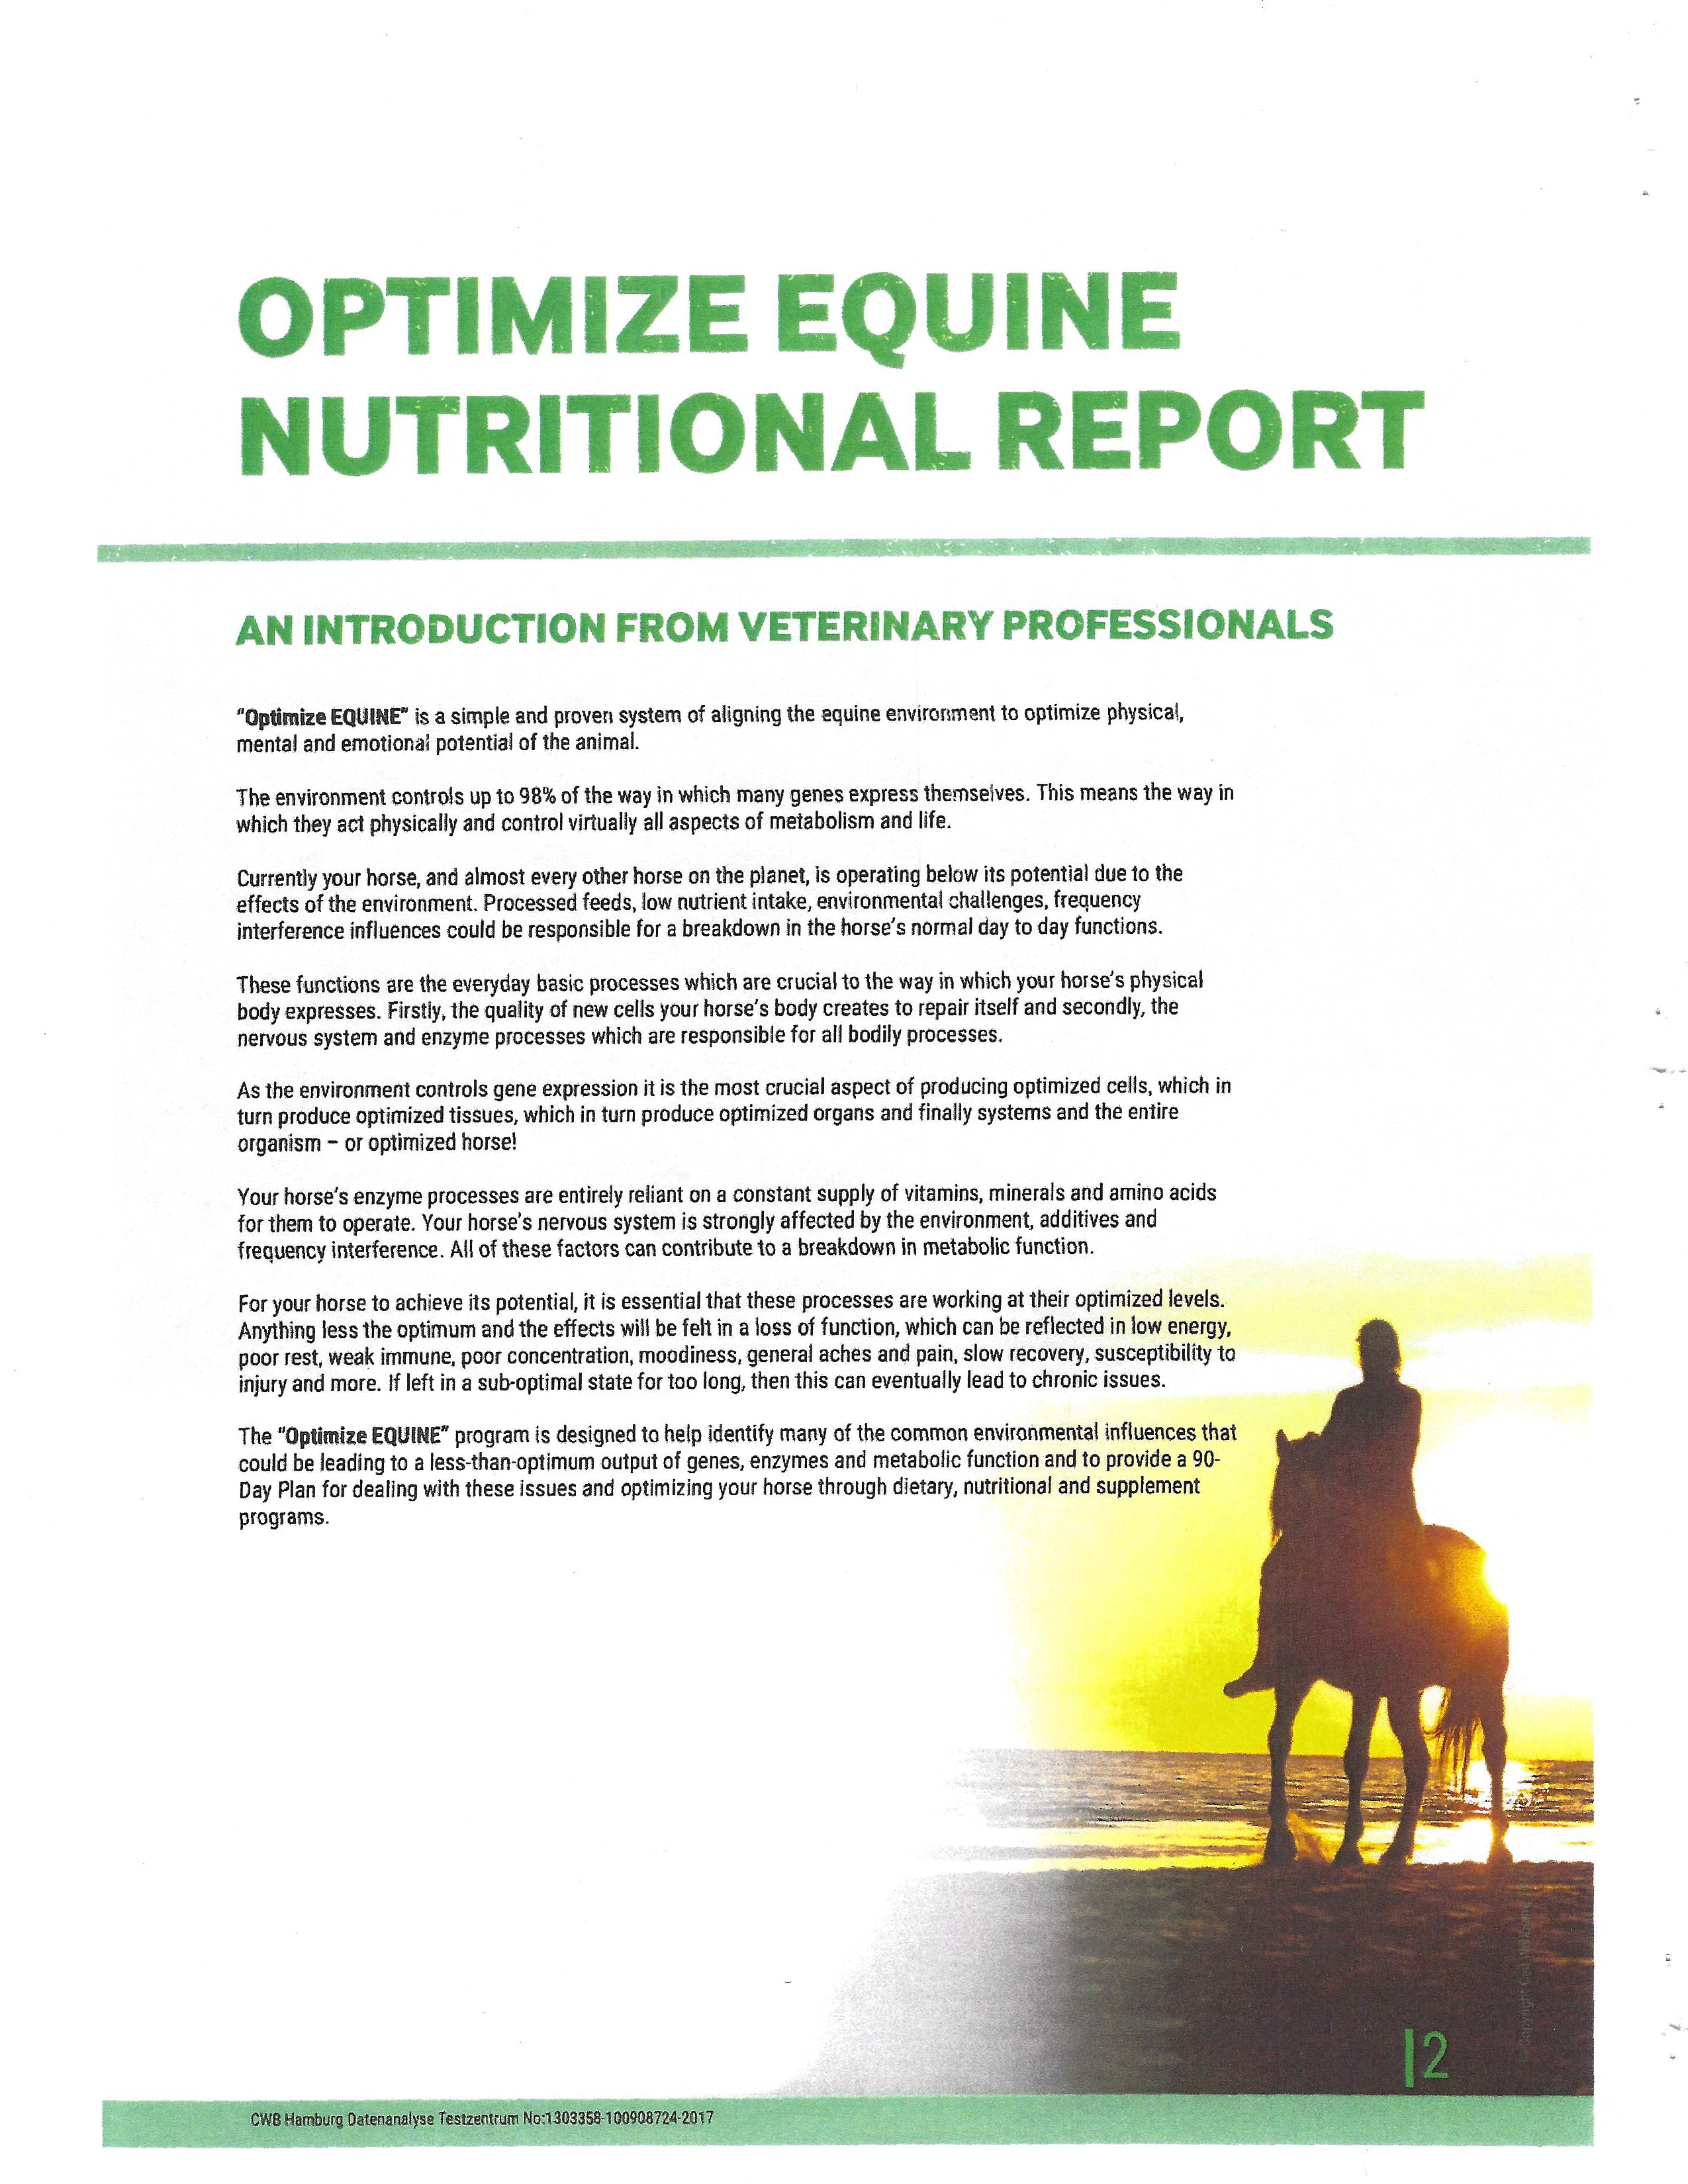 OPTIMIZE EQUINE
NUTRITIONAL REPORT
AN INTRODUCTION FROM VETERINARY PROFESSIONALS
"Optimize EQUINE" is a simple and proven system of aligning the equine environment to optimize physical,
mental and emotional potential of the animal.
The environment controls up to 98% of the way in which many genes express themselves. This means the way in
which they act physically and control virtually all aspects of metabolism and life.
Currently your horse, and almost every other horse on the planet, is operating below its potential due to the
effects of the environment. Processed feeds, low nutrient intake, environmental challenges, frequency
interference influences could be responsible for a breakdown in the horse's normal day to day functions.
These functions are the everyday basic processes which are crucial to the way in which your horse's physical
body expresses. Firstly, the quality of new cells your horse's body creates to repair itself and secondly, the
nervous system and enzyme processes which are responsible for all bodily processes.
As the environment controls gene expression it is the most crucial aspect of producing optimized cells, which in
turn produce optimized tissues, which in turn produce optimized organs and finally systems and the entire
organism – or optimized horse!
Your horse's enzyme processes are entirely reliant on a constant supply of vitamins, minerals and amino acids
for them to operate. Your horse's nervous system is strongly affected by the environment, additives and
frequency interference. All of these factors can contribute to a breakdown in metabolic function.
For your horse to achieve its potential, it is essential that these processes are working at their optimized levels.
Anything less the optimum and the effects will be felt in a loss of function, which can be reflected in low energy,
poor rest, weak immune, poor concentration, moodiness, general aches and pain, slow recovery, susceptibility to
injury and more. If left in a sub-optimal state for too long, then this can eventually lead to chronic issues.
The "Optimize EQUINE" program is designed to help identify many of the common environmental influences that
could be leading to a less-than-optimum output of genes, enzymes and metabolic function and to provide a 90-
Day Plan for dealing with these issues and optimizing your horse through dietary, nutritional and supplement
programs.
Copyright Cell
|2
CWB Hamburg Datenanalyse Testzentrum No:1303358-100908724-2017